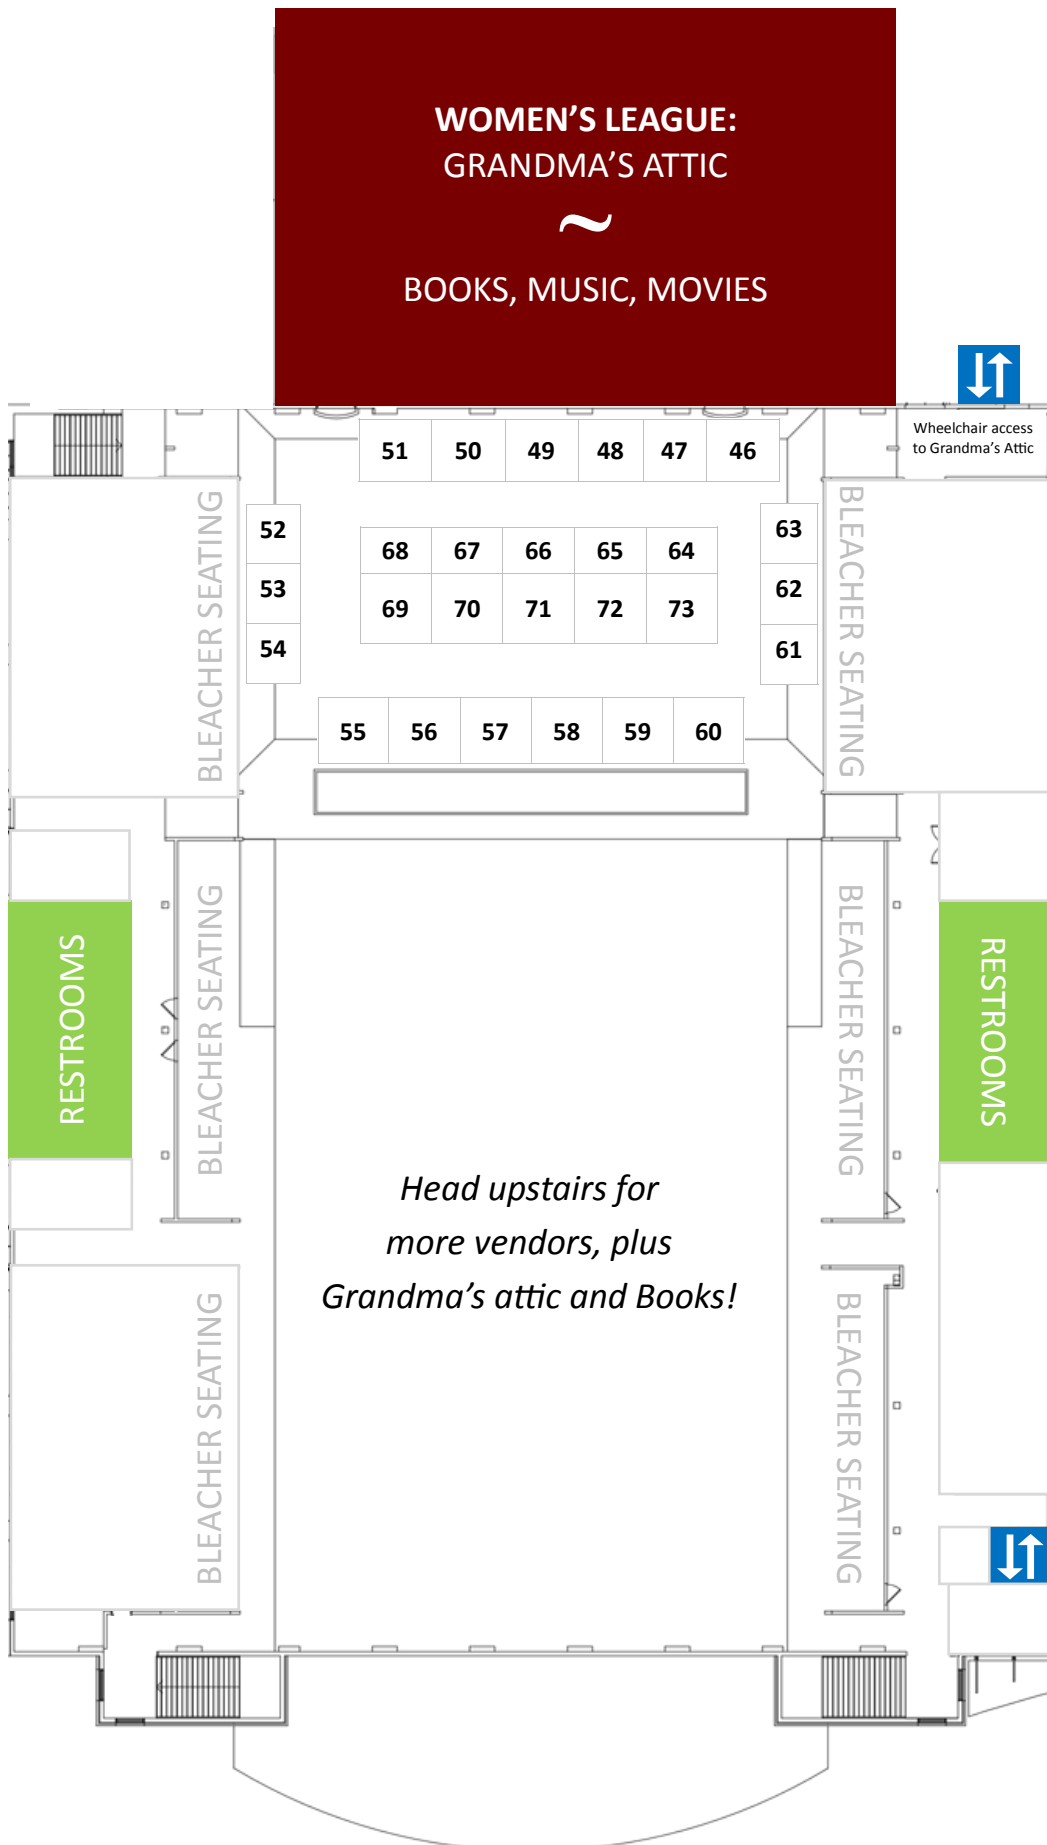 WOMEN'S LEAGUE:
GRANDMA'S ATTIC
~
BOOKS, MUSIC, MOVIES
Wheelchair access
to Grandma's Attic
51 50 49 48 47 46
52
53
54
68 67 66 65 64
69 70 71 72 73
63
62
61
55 56 57 58 59 60
BLEACHER SEATING
BLEACHER SEATING
RESTROOMS
BLEACHER SEATING
BLEACHER SEATING
RESTROOMS
Head upstairs for
more vendors, plus
Grandma's attic and Books!
BLEACHER SEATING
BLEACHER SEATING